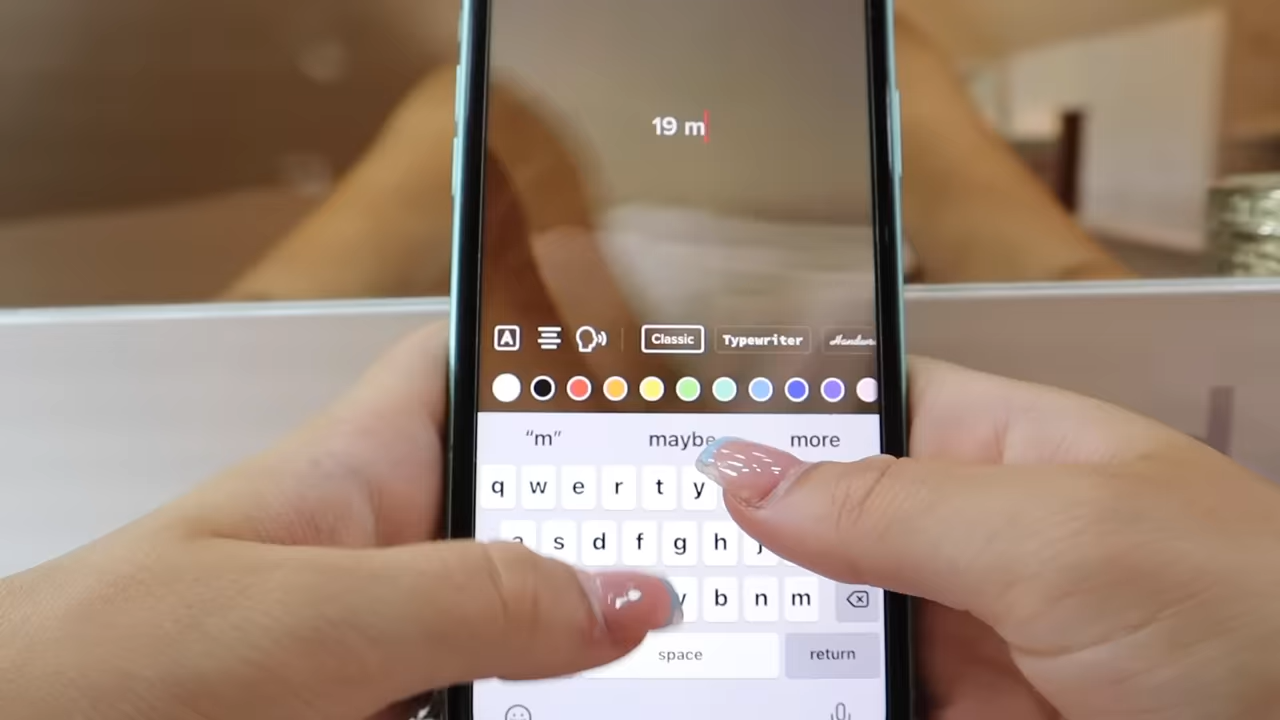 19 m
A
Classic Typewriter
"m" maybe more
q w e r t y
s d f g h j
v b n m
space return